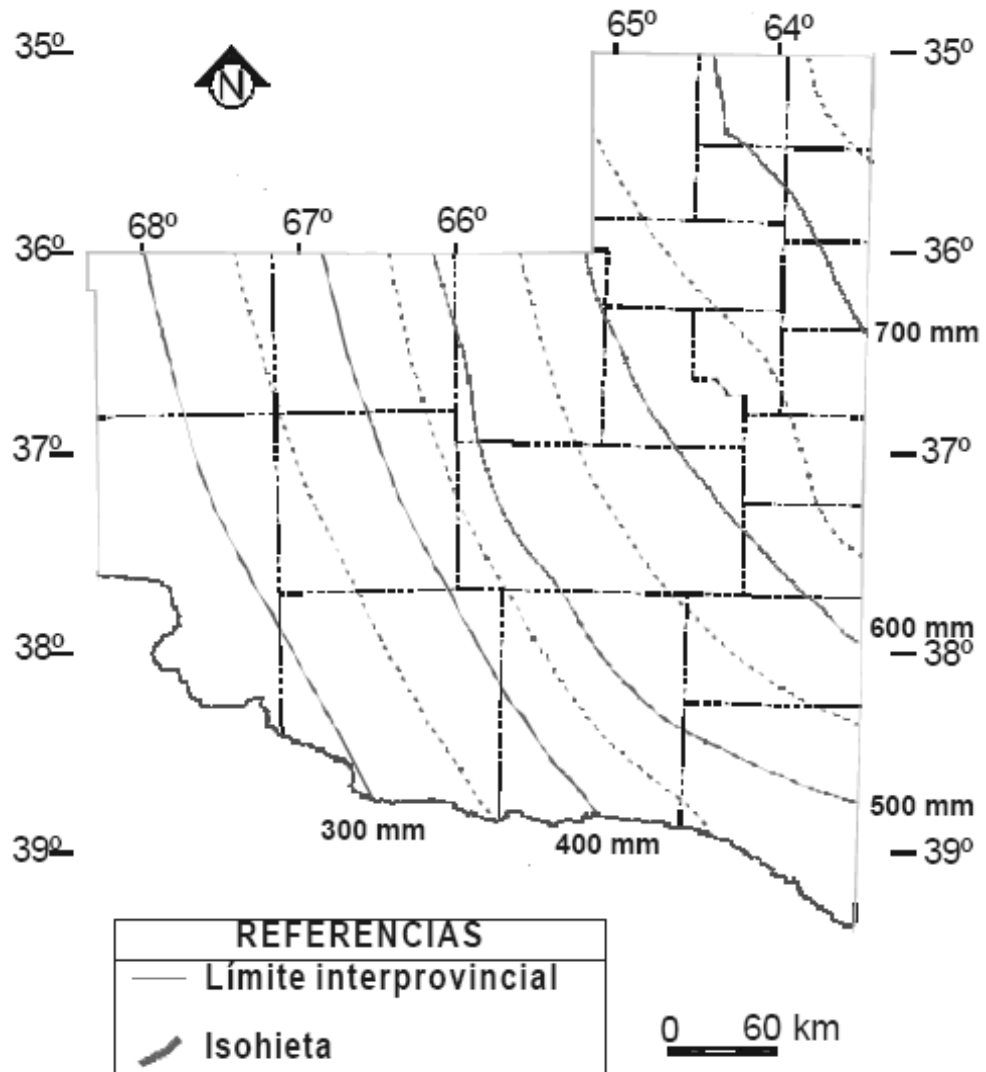 65º 64º
35º 35º
N
68º 67º 66º
36º 36º
700 mm
37º 37º
600 mm
38º 38º
500 mm
300 mm
400 mm
39º 39º
REFERENCIAS
Límite interprovincial
Isohieta
0 60 km